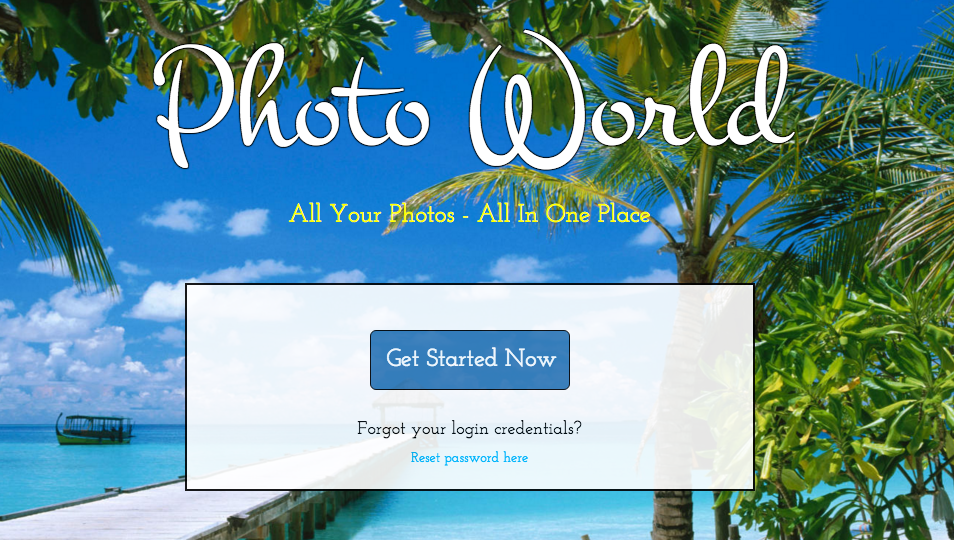 Photo World
All Your Photos - All In One Place
Get Started Now
Forgot your login credentials?
Reset password here